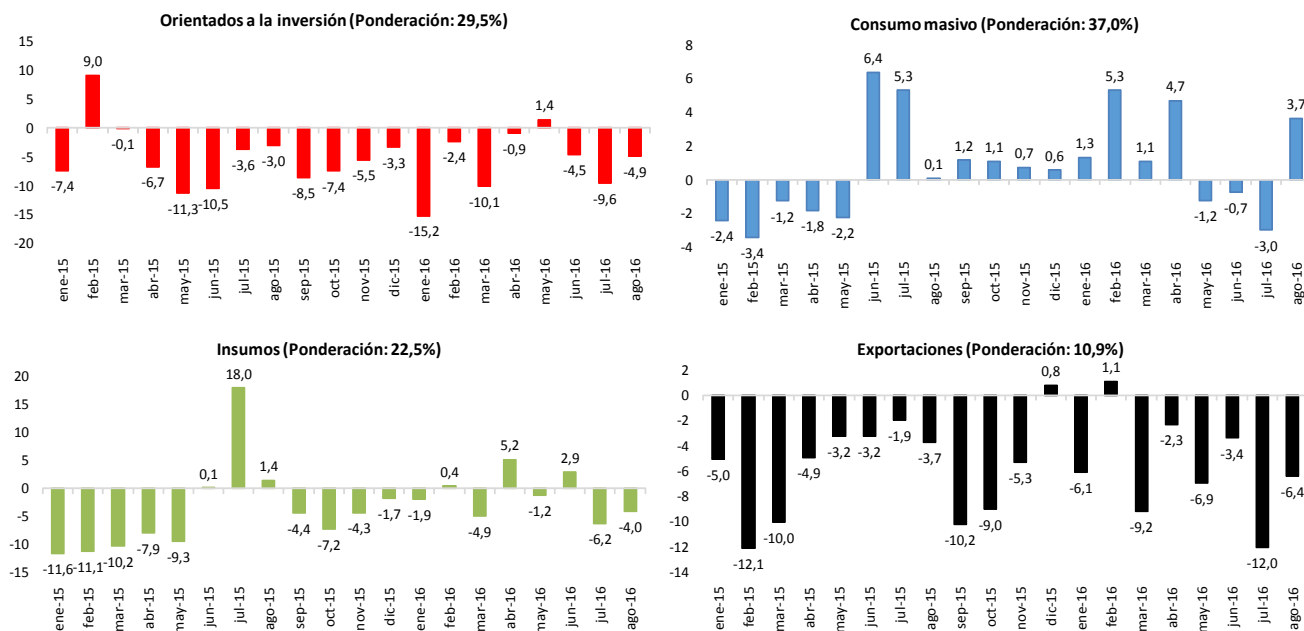 Orientados a la inversión (Ponderación: 29,5%)
15
10
5
0
-5
-10
-15
-20
-7,4
9,0
-0,1
-6,7
-11,3
-10,5
-3,6
-3,0
-8,5
-7,4
-5,5
-3,3
-15,2
-2,4
-10,1
-0,9
1,4
-4,5
-9,6
-4,9
ene-15
feb-15
mar-15
abr-15
may-15
jun-15
jul-15
ago-15
sep-15
oct-15
nov-15
dic-15
ene-16
feb-16
mar-16
abr-16
may-16
jun-16
jul-16
ago-16
Consumo masivo (Ponderación: 37,0%)
8
6
4
2
0
-2
-4
-2,4
-3,4
-1,2
-1,8
-2,2
6,4
5,3
0,1
1,2
1,1
0,7
0,6
1,3
5,3
1,1
4,7
-1,2
-0,7
-3,0
3,7
ene-15
feb-15
mar-15
abr-15
may-15
jun-15
jul-15
ago-15
sep-15
oct-15
nov-15
dic-15
ene-16
feb-16
mar-16
abr-16
may-16
jun-16
jul-16
ago-16
Insumos (Ponderación: 22,5%)
20
15
10
5
0
-5
-10
-15
-11,6
-11,1
-10,2
-7,9
-9,3
0,1
18,0
1,4
-4,4
-7,2
-4,3
-1,7
-1,9
0,4
-4,9
5,2
-1,2
2,9
-6,2
-4,0
ene-15
feb-15
mar-15
abr-15
may-15
jun-15
jul-15
ago-15
sep-15
oct-15
nov-15
dic-15
ene-16
feb-16
mar-16
abr-16
may-16
jun-16
jul-16
ago-16
Exportaciones (Ponderación: 10,9%)
2
0
-2
-4
-6
-8
-10
-12
-14
-5,0
-12,1
-10,0
-4,9
-3,2
-3,2
-1,9
-3,7
-10,2
-9,0
-5,3
0,8
-6,1
1,1
-9,2
-2,3
-6,9
-3,4
-12,0
-6,4
ene-15
feb-15
mar-15
abr-15
may-15
jun-15
jul-15
ago-15
sep-15
oct-15
nov-15
dic-15
ene-16
feb-16
mar-16
abr-16
may-16
jun-16
jul-16
ago-16